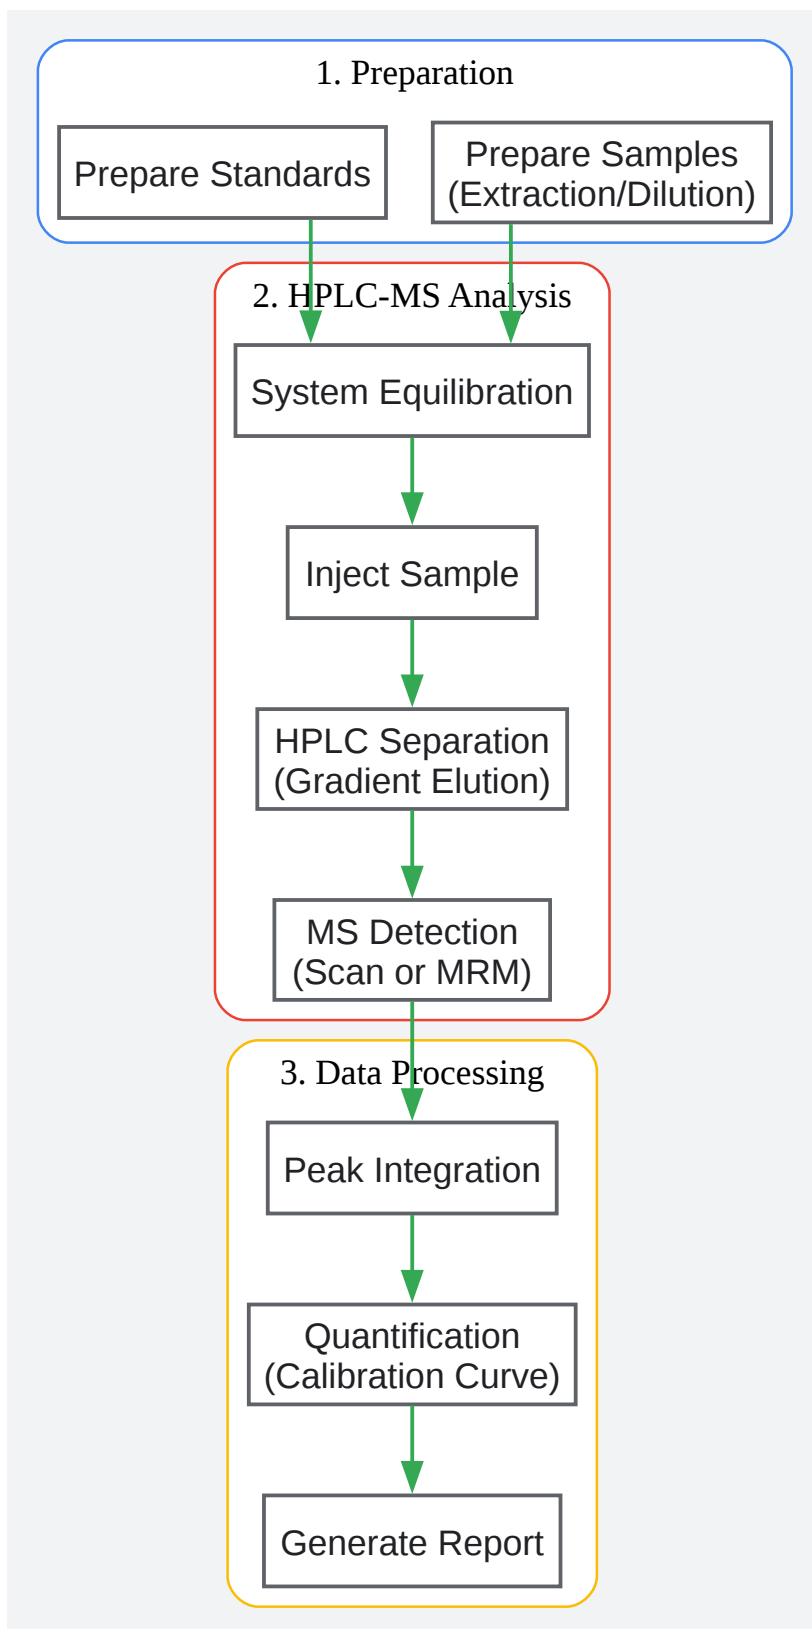 1. Preparation
Prepare Standards
Prepare Samples
(Extraction/Dilution)
2. HPLC-MS Analysis
System Equilibration
Inject Sample
HPLC Separation
(Gradient Elution)
MS Detection
(Scan or MRM)
3. Data Processing
Peak Integration
Quantification
(Calibration Curve)
Generate Report